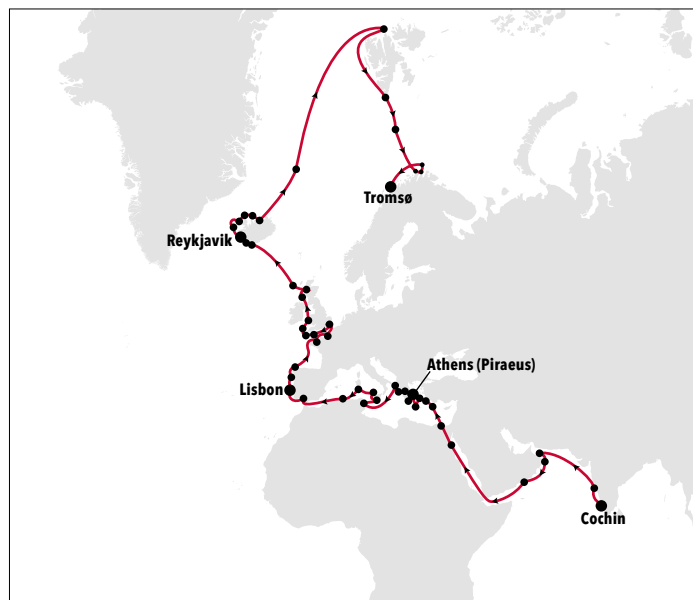 Tromsø
Reykjavik
Athens (Piraeus)
Lisbon
Cochin